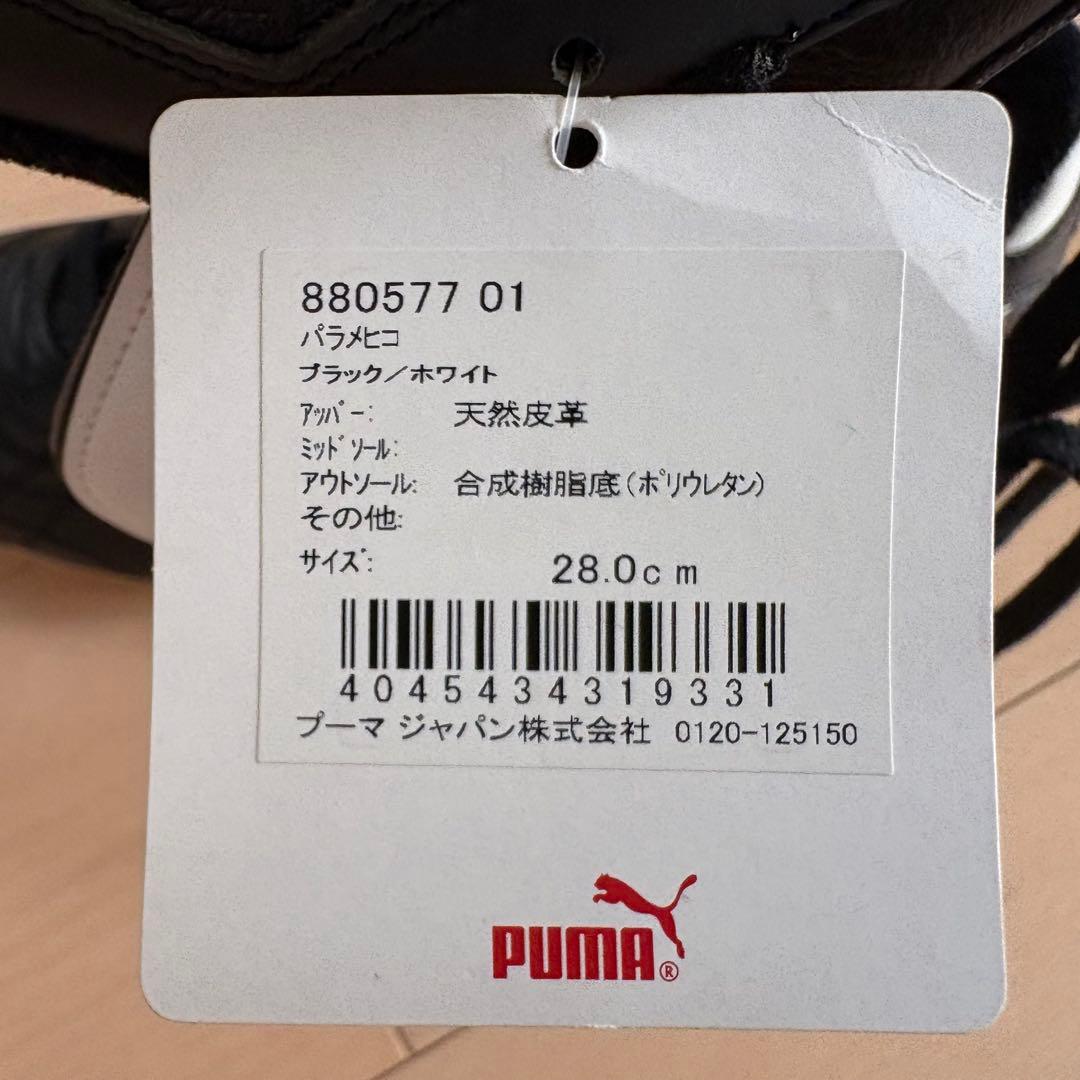 880577 01
パラメヒコ
ブラック／ホワイト
ｱｯﾊﾟｰ: 天然皮革
ﾐｯﾄﾞｿｰﾙ:
アウトソール: 合成樹脂底(ポリウレタン)
その他:
サイズ: 28.0cm
4045434319331
プーマ ジャパン株式会社 0120-125150
PUMA®